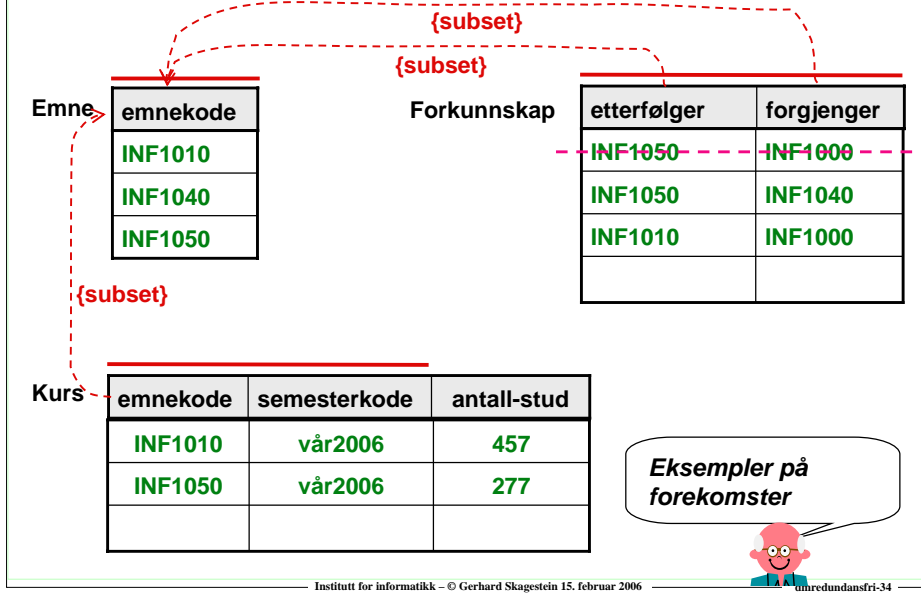 {subset}
{subset}
Emne
emnekode
INF1010
INF1040
INF1050
Forkunnskap
etterfølger forgjenger
INF1050 INF1000
INF1050 INF1040
INF1010 INF1000
{subset}
Kurs
emnekode semesterkode antall-stud
INF1010 vår2006 457
INF1050 vår2006 277
Eksempler på
forekomster
Institutt for informatikk – © Gerhard Skagestein 15. februar 2006